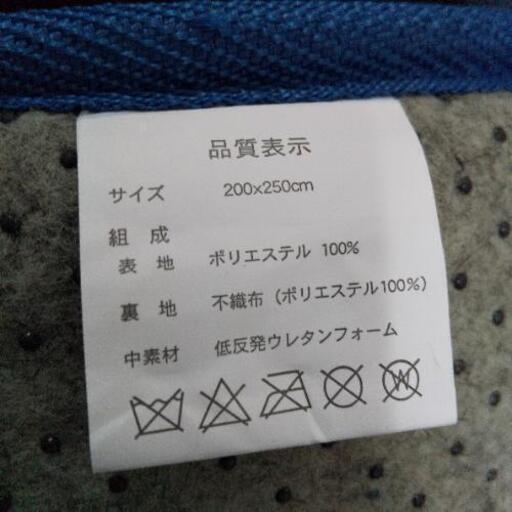 品質表示
サイズ 200x250cm
組成
表地 ポリエステル 100%
裏地 不織布（ポリエステル100%）
中素材 低反発ウレタンフォーム
W